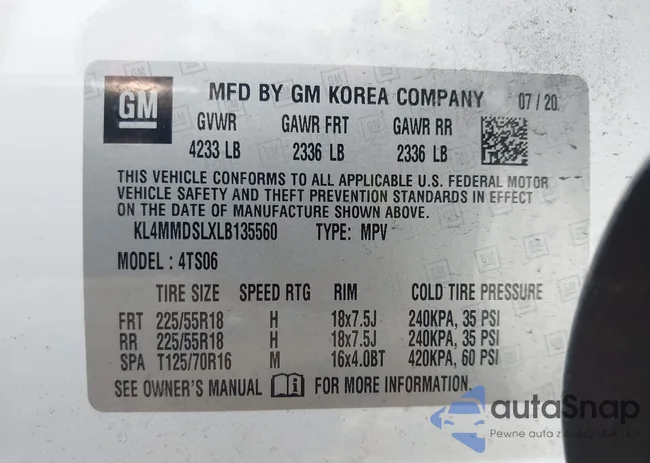 GM
MFD BY GM KOREA COMPANY 07/20
GVWR GAWR FRT GAWR RR
4233 LB 2336 LB 2336 LB
THIS VEHICLE CONFORMS TO ALL APPLICABLE U.S. FEDERAL MOTOR
VEHICLE SAFETY AND THEFT PREVENTION STANDARDS IN EFFECT
ON THE DATE OF MANUFACTURE SHOWN ABOVE.
KL4MMDSLXLB135560 TYPE: MPV
MODEL: 4TS06
TIRE SIZE SPEED RTG RIM COLD TIRE PRESSURE
FRT 225/55R18 H 18x7.5J 240KPA, 35 PSI
RR 225/55R18 H 18x7.5J 240KPA, 35 PSI
SPA T125/70R16 M 16x4.0BT 420KPA, 60 PSI
SEE OWNER'S MANUAL FOR MORE INFORMATION.
autaSnap
Pewne auta z